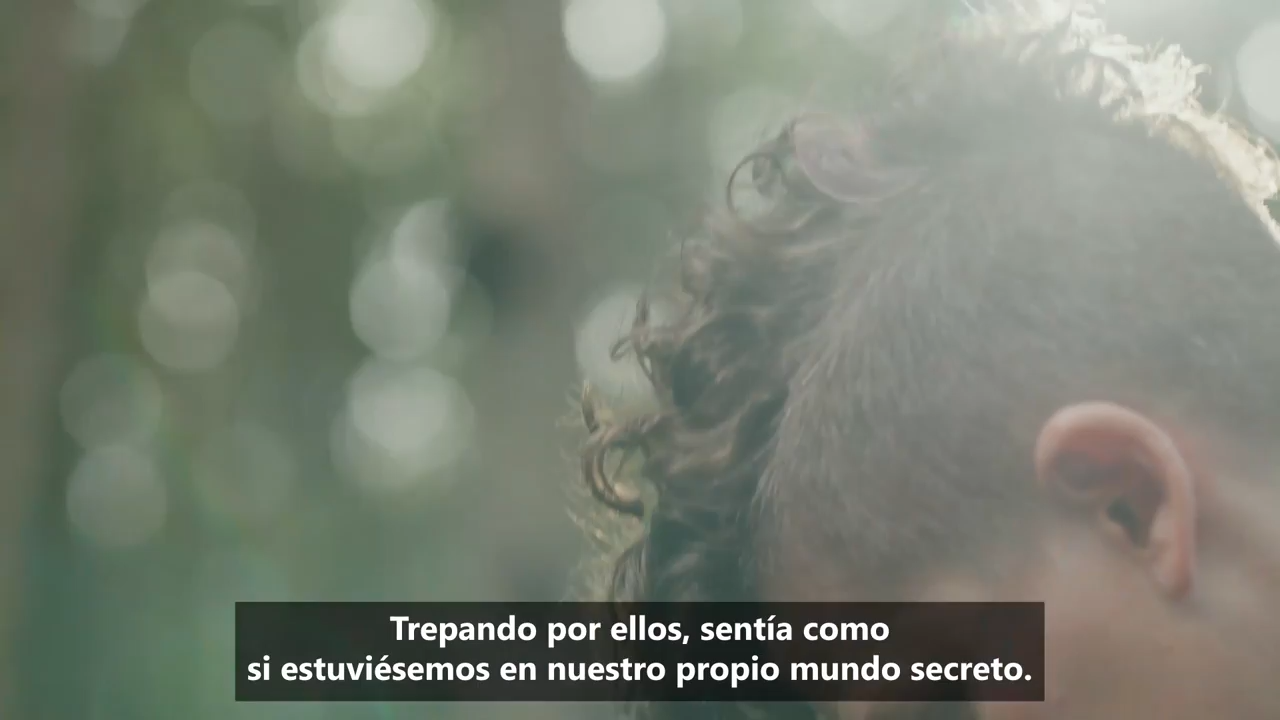 Trepando por ellos, sentía como
si estuviésemos en nuestro propio mundo secreto.